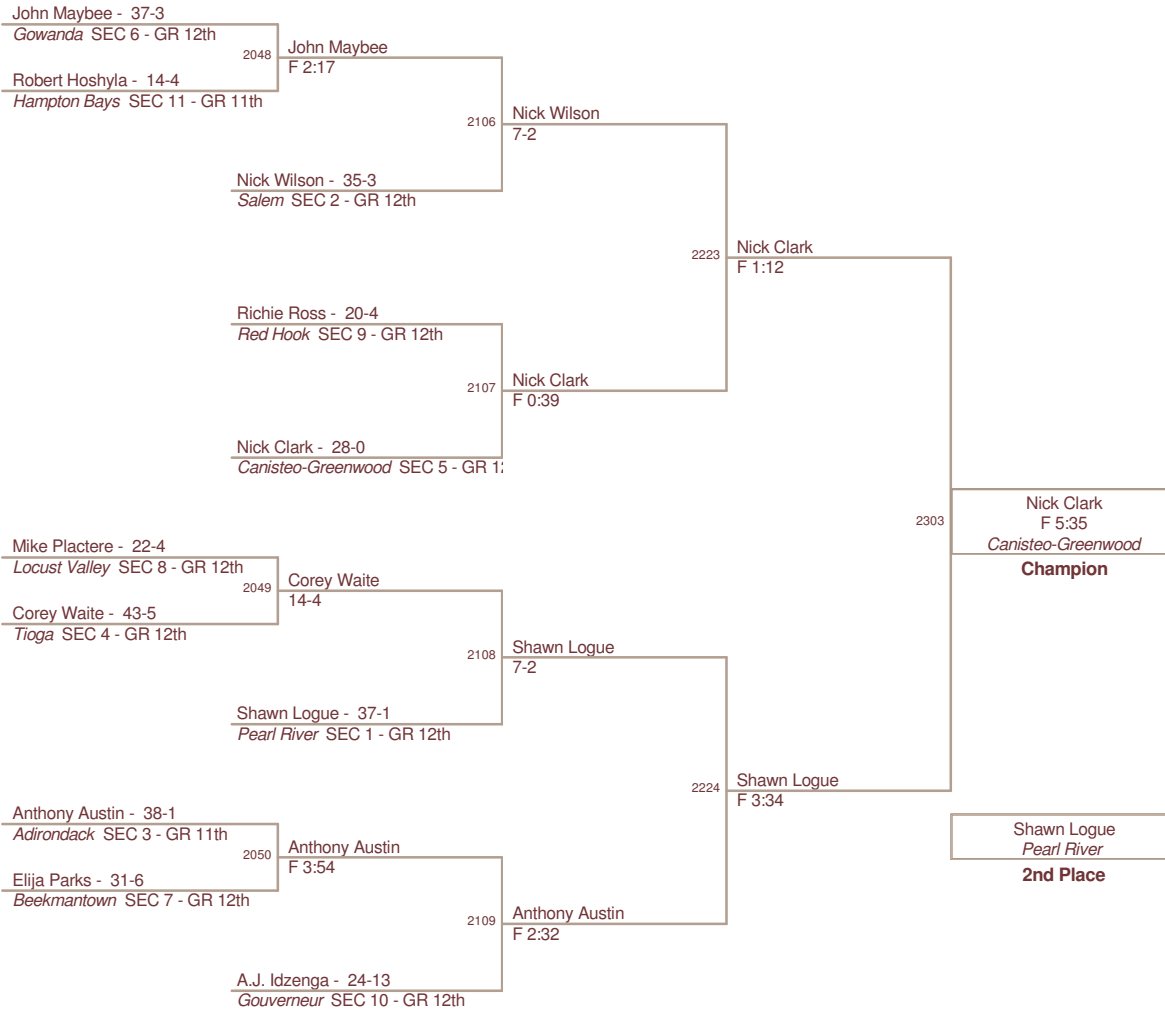 John Maybee - 37-3
Gowanda SEC 6 - GR 12th
2048
John Maybee
F 2:17
Robert Hoshyla - 14-4
Hampton Bays SEC 11 - GR 11th
2106
Nick Wilson
7-2
Nick Wilson - 35-3
Salem SEC 2 - GR 12th
2223
Nick Clark
F 1:12
Richie Ross - 20-4
Red Hook SEC 9 - GR 12th
2107
Nick Clark
F 0:39
Nick Clark - 28-0
Canisteo-Greenwood SEC 5 - GR 1
2303
Nick Clark
F 5:35
Canisteo-Greenwood
Champion
Mike Plactere - 22-4
Locust Valley SEC 8 - GR 12th
2049
Corey Waite
14-4
Corey Waite - 43-5
Tioga SEC 4 - GR 12th
2108
Shawn Logue
7-2
Shawn Logue - 37-1
Pearl River SEC 1 - GR 12th
2224
Shawn Logue
F 3:34
Anthony Austin - 38-1
Adirondack SEC 3 - GR 11th
2050
Anthony Austin
F 3:54
Elija Parks - 31-6
Beekmantown SEC 7 - GR 12th
2109
Anthony Austin
F 2:32
A.J. Idzenga - 24-13
Gouverneur SEC 10 - GR 12th
Shawn Logue
Pearl River
2nd Place